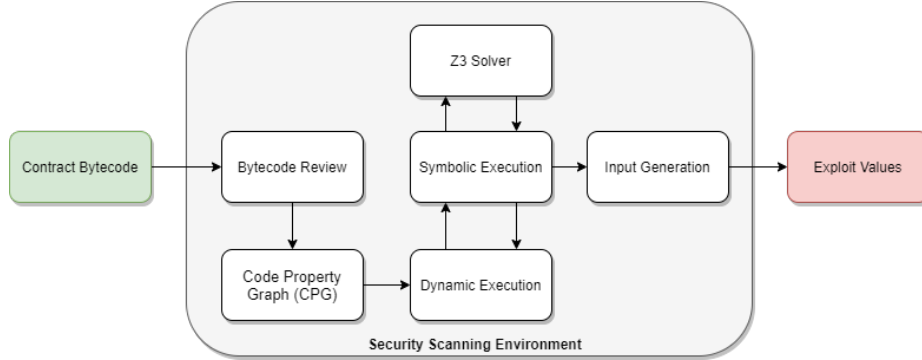 Z3 Solver
Contract Bytecode
Bytecode Review
Symbolic Execution
Input Generation
Exploit Values
Code Property
Graph (CPG)
Dynamic Execution
Security Scanning Environment